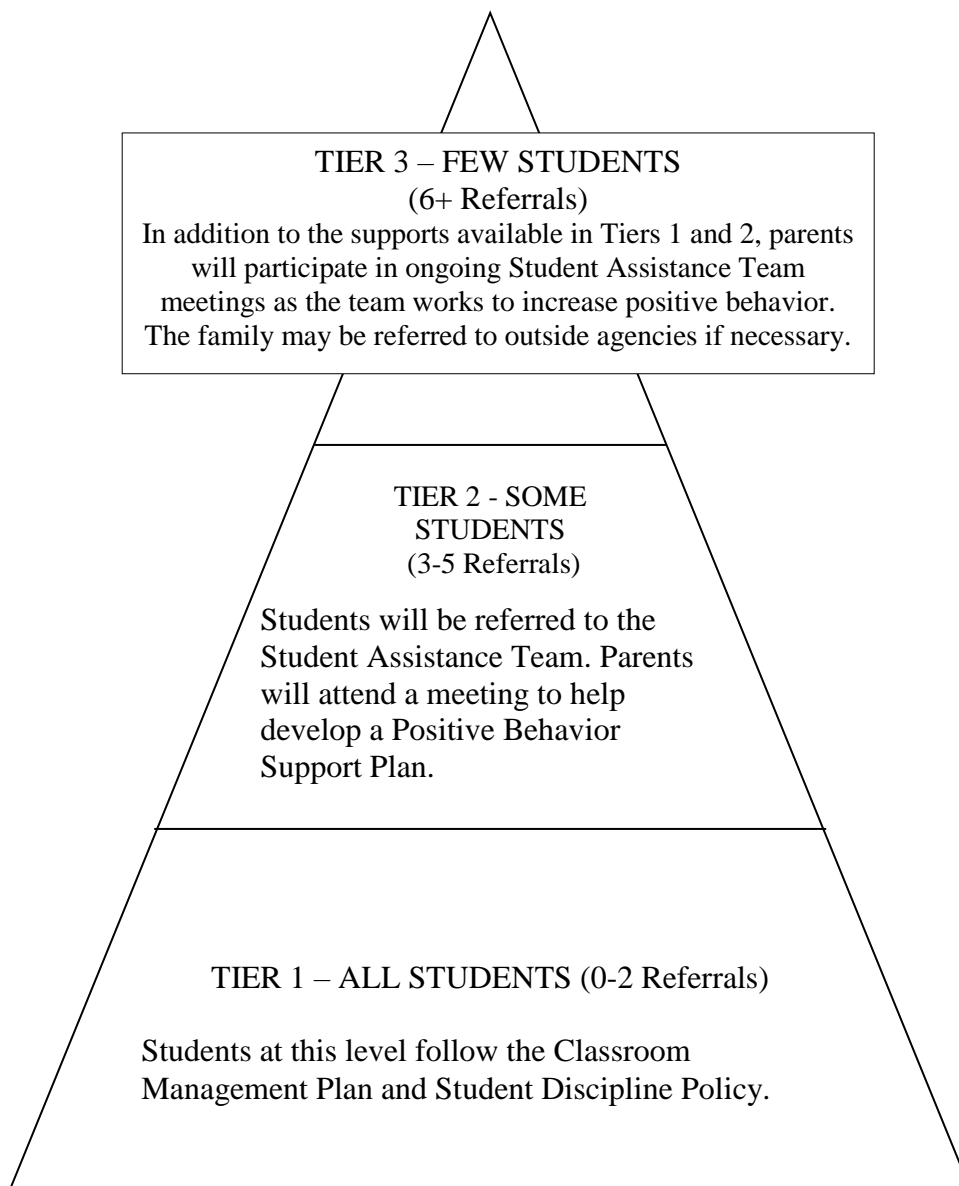 TIER 3 – FEW STUDENTS
(6+ Referrals)
In addition to the supports available in Tiers 1 and 2, parents
will participate in ongoing Student Assistance Team
meetings as the team works to increase positive behavior.
The family may be referred to outside agencies if necessary.
TIER 2 - SOME
STUDENTS
(3-5 Referrals)
Students will be referred to the
Student Assistance Team. Parents
will attend a meeting to help
develop a Positive Behavior
Support Plan.
TIER 1 – ALL STUDENTS (0-2 Referrals)
Students at this level follow the Classroom
Management Plan and Student Discipline Policy.